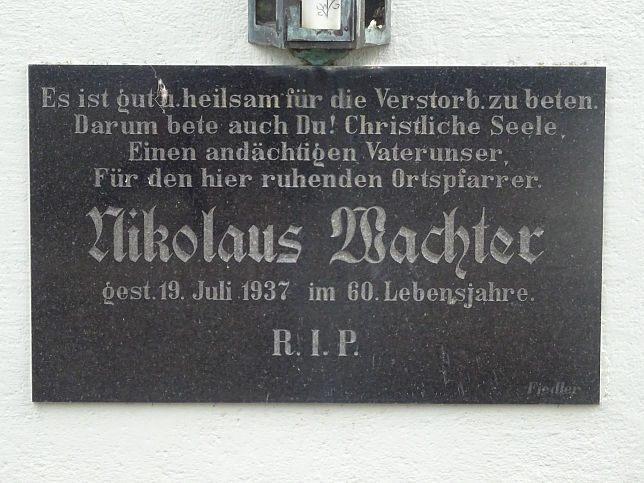 Es ist gut u. heilsam für die Verstorb. zu beten.
Darum bete auch Du! Christliche Seele,
Einen andächtigen Vaterunser,
Für den hier ruhenden Ortspfarrer.
Nikolaus Wachter
gest. 19. Juli 1937 im 60. Lebensjahre.
R. I. P.
Fiedler